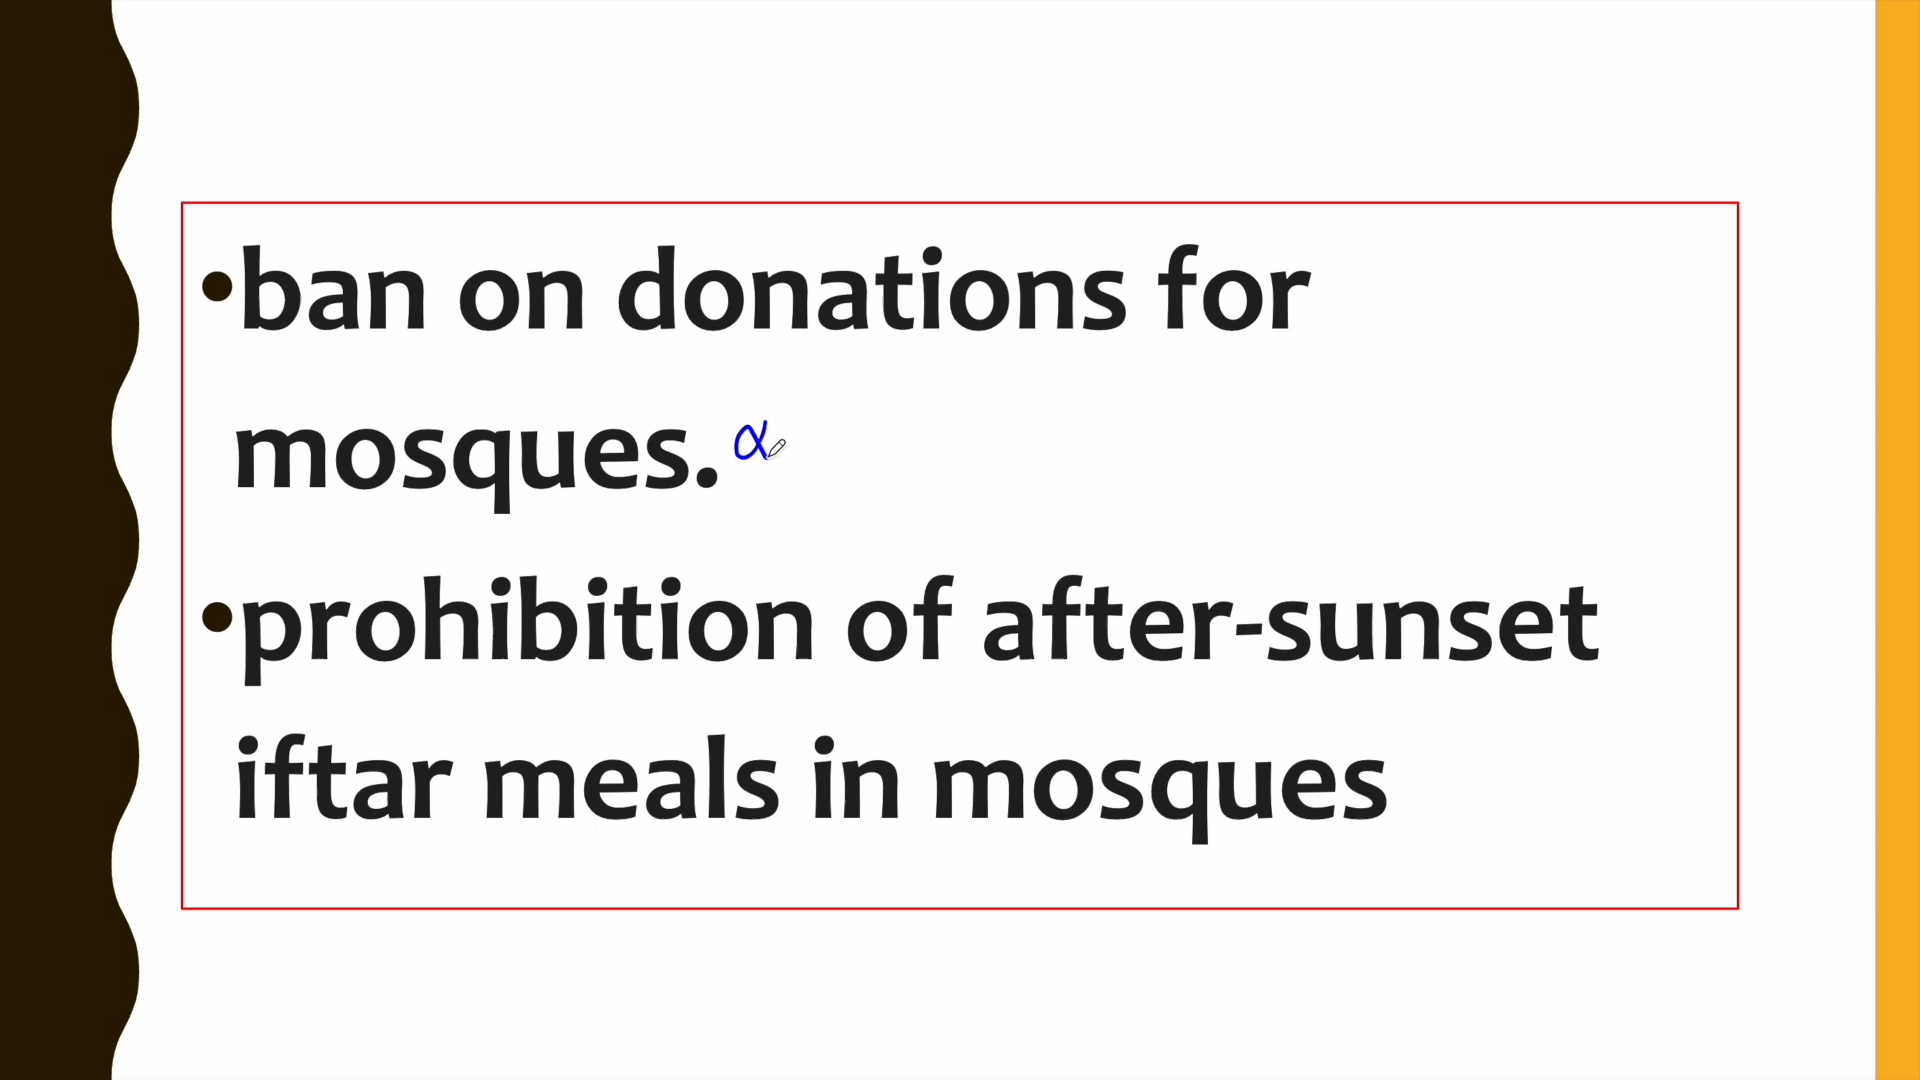 •ban on donations for
mosques. α
•prohibition of after-sunset
iftar meals in mosques